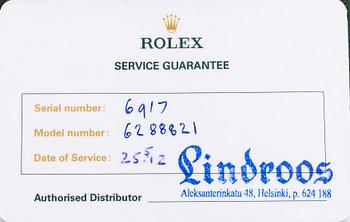 ROLEX
SERVICE GUARANTEE
Serial number: 6917
Model number: 6288821
Date of Service: 25 5 12
Lindroos
Aleksanterinkatu 48, Helsinki, p. 624 188
Authorised Distributor